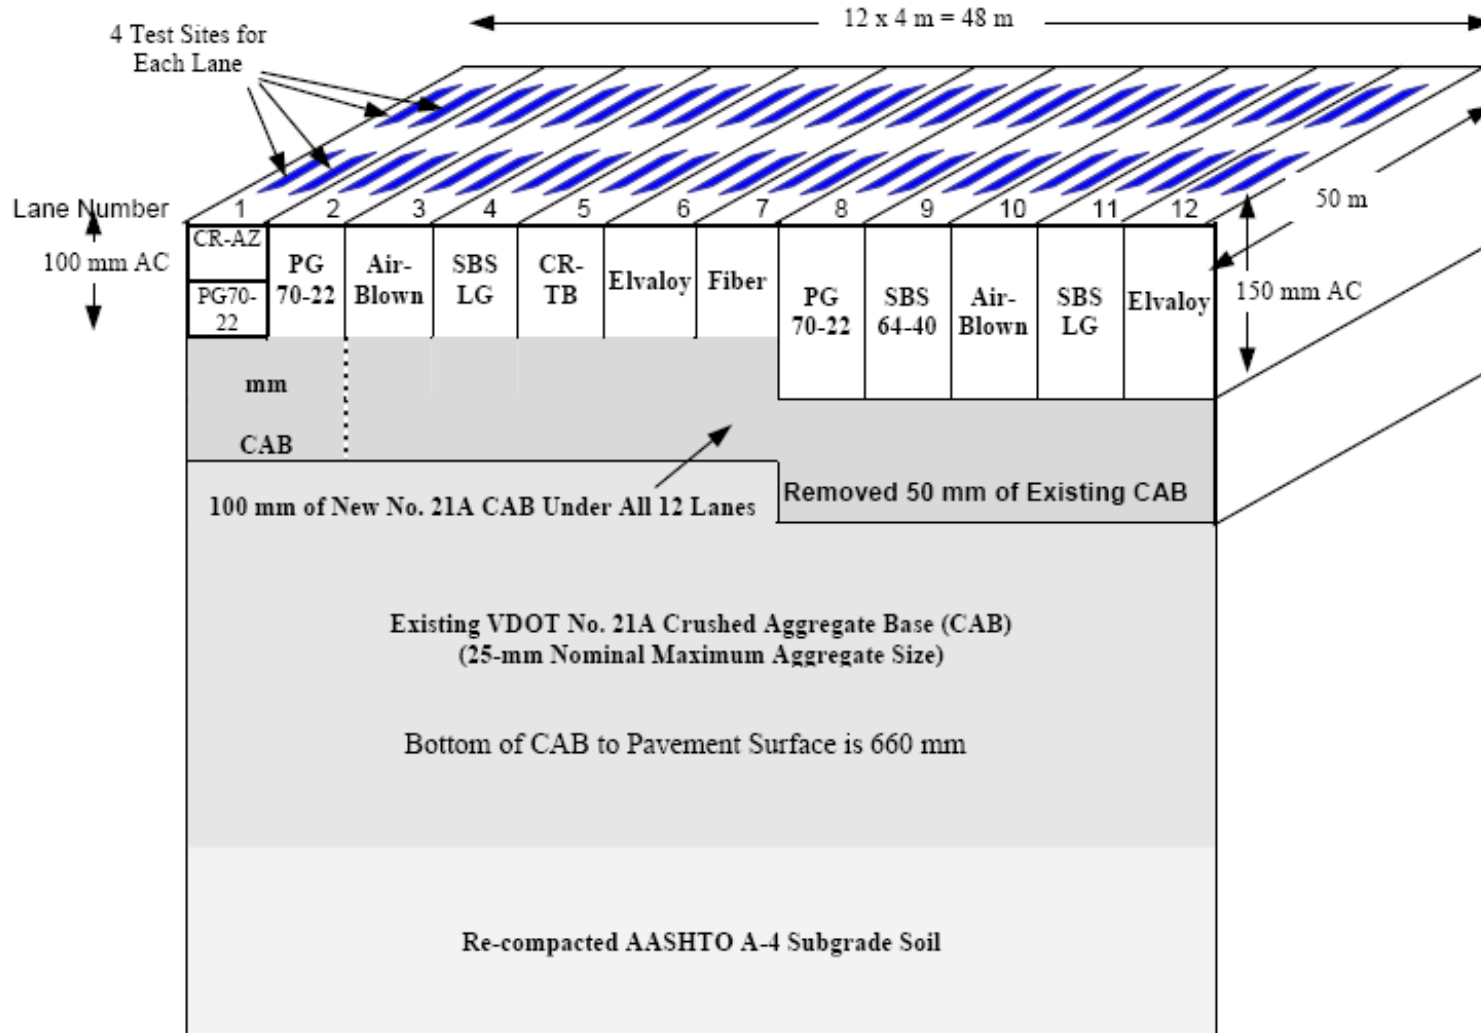 12 x 4 m = 48 m
4 Test Sites for
Each Lane
Lane Number
1 2 3 4 5 6 7 8 9 10 11 12
50 m
100 mm AC
150 mm AC
CR-AZ
PG70-
22
PG
70-22
Air-
Blown
SBS
LG
CR-
TB
Elvaloy
Fiber
PG
70-22
SBS
64-40
Air-
Blown
SBS
LG
Elvaloy
mm
CAB
100 mm of New No. 21A CAB Under All 12 Lanes
Removed 50 mm of Existing CAB
Existing VDOT No. 21A Crushed Aggregate Base (CAB)
(25-mm Nominal Maximum Aggregate Size)
Bottom of CAB to Pavement Surface is 660 mm
Re-compacted AASHTO A-4 Subgrade Soil